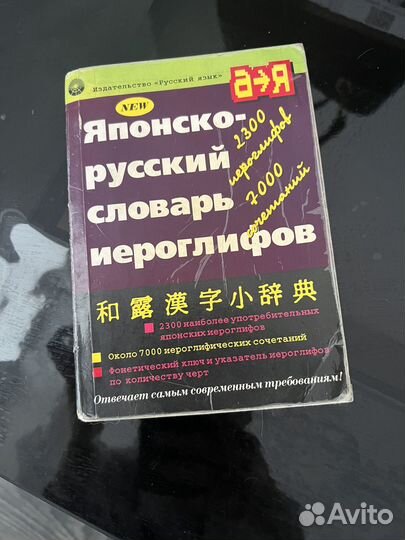 Издательство «Русский язык»
а→я
NEW
Японско-
русский
словарь
иероглифов
2300
иероглифов
7000
сочетаний
和露漢字小辞典
2300 наиболее употребительных
японских иероглифов
Около 7000 иероглифических сочетаний
Фонетический ключ и указатель иероглифов
по количеству черт
Отвечает самым современным требованиям!
Avito